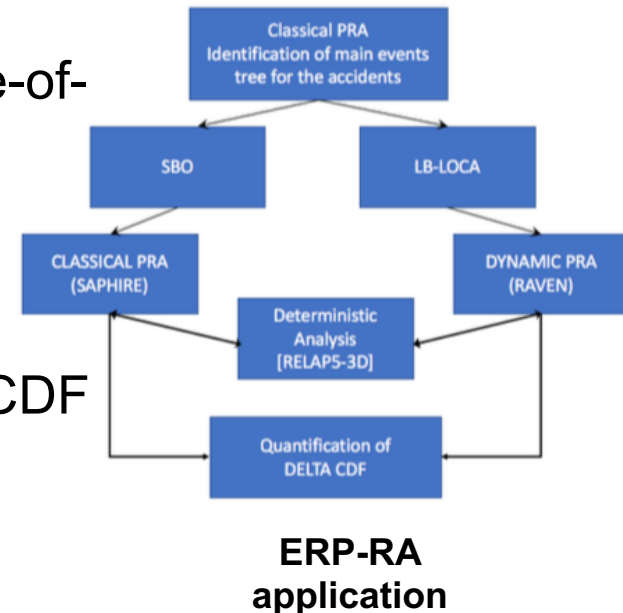 Classical PRA
Identification of main events
tree for the accidents
e-of-
SBO
LB-LOCA
CLASSICAL PRA
(SAPHIRE)
DYNAMIC PRA
(RAVEN)
Deterministic
Analysis
[RELAP5-3D]
CDF
Quantification of
DELTA CDF
ERP-RA
application